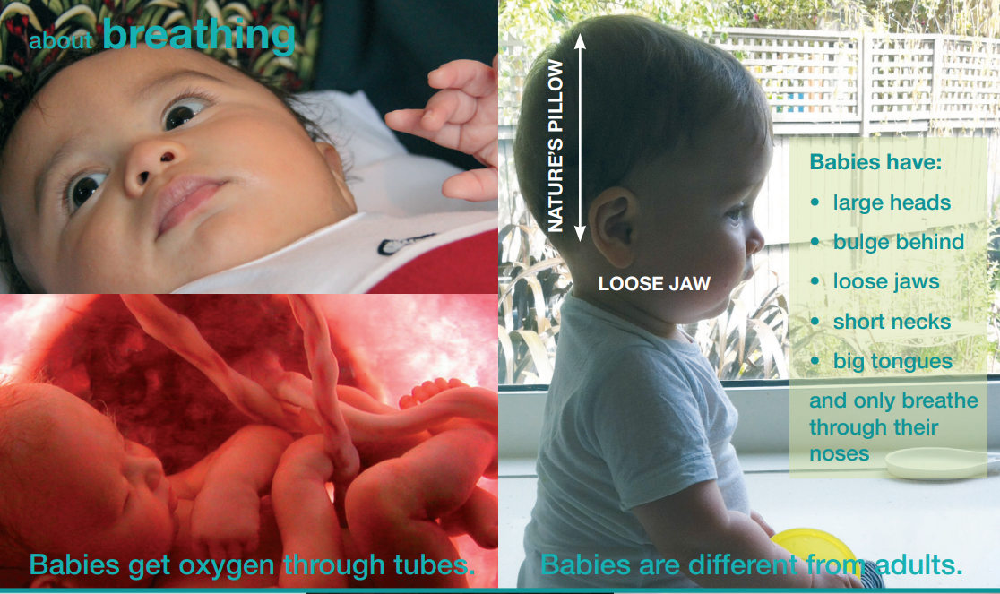 about breathing
Babies get oxygen through tubes.
NATURE'S PILLOW
LOOSE JAW
Babies have:
• large heads
• bulge behind
• loose jaws
• short necks
• big tongues
and only breathe
through their
noses
Babies are different from adults.